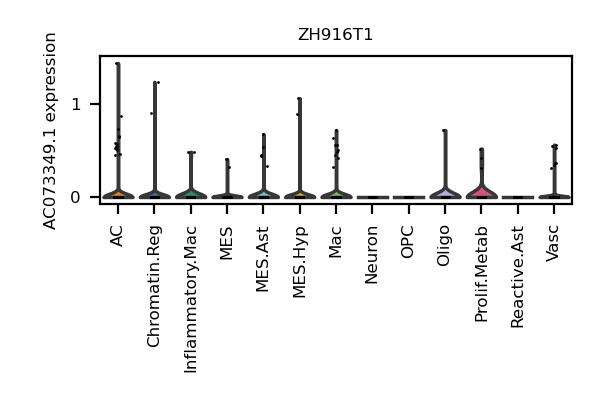 ZH916T1
AC073349.1 expression
1
0
AC
Chromatin.Reg
Inflammatory.Mac
MES
MES.Ast
MES.Hyp
Mac
Neuron
OPC
Oligo
Prolif.Metab
Reactive.Ast
Vasc